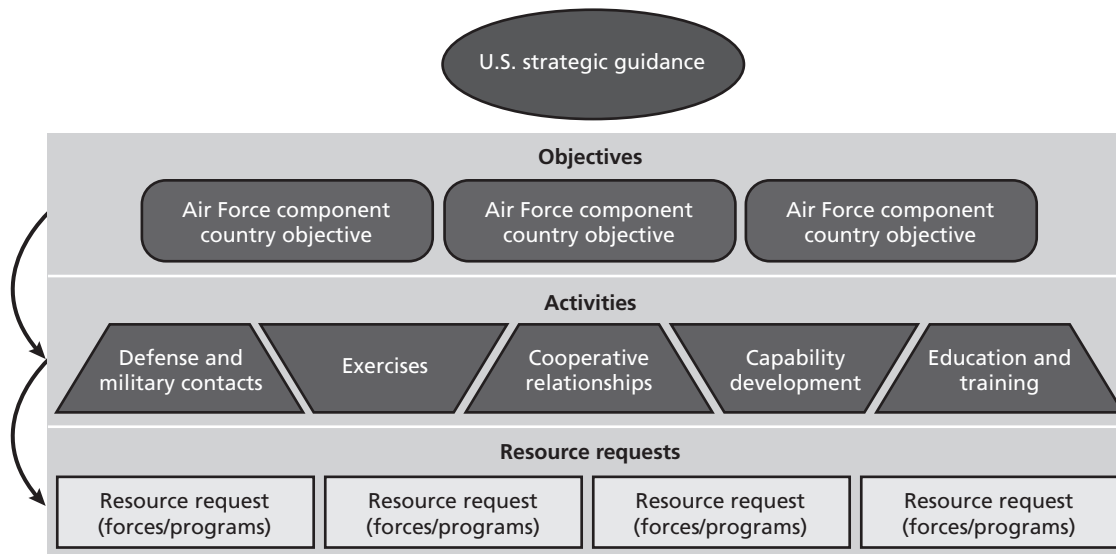 U.S. strategic guidance
Objectives
Air Force component
country objective
Air Force component
country objective
Air Force component
country objective
Activities
Defense and
military contacts
Exercises
Cooperative
relationships
Capability
development
Education and
training
Resource requests
Resource request
(forces/programs)
Resource request
(forces/programs)
Resource request
(forces/programs)
Resource request
(forces/programs)